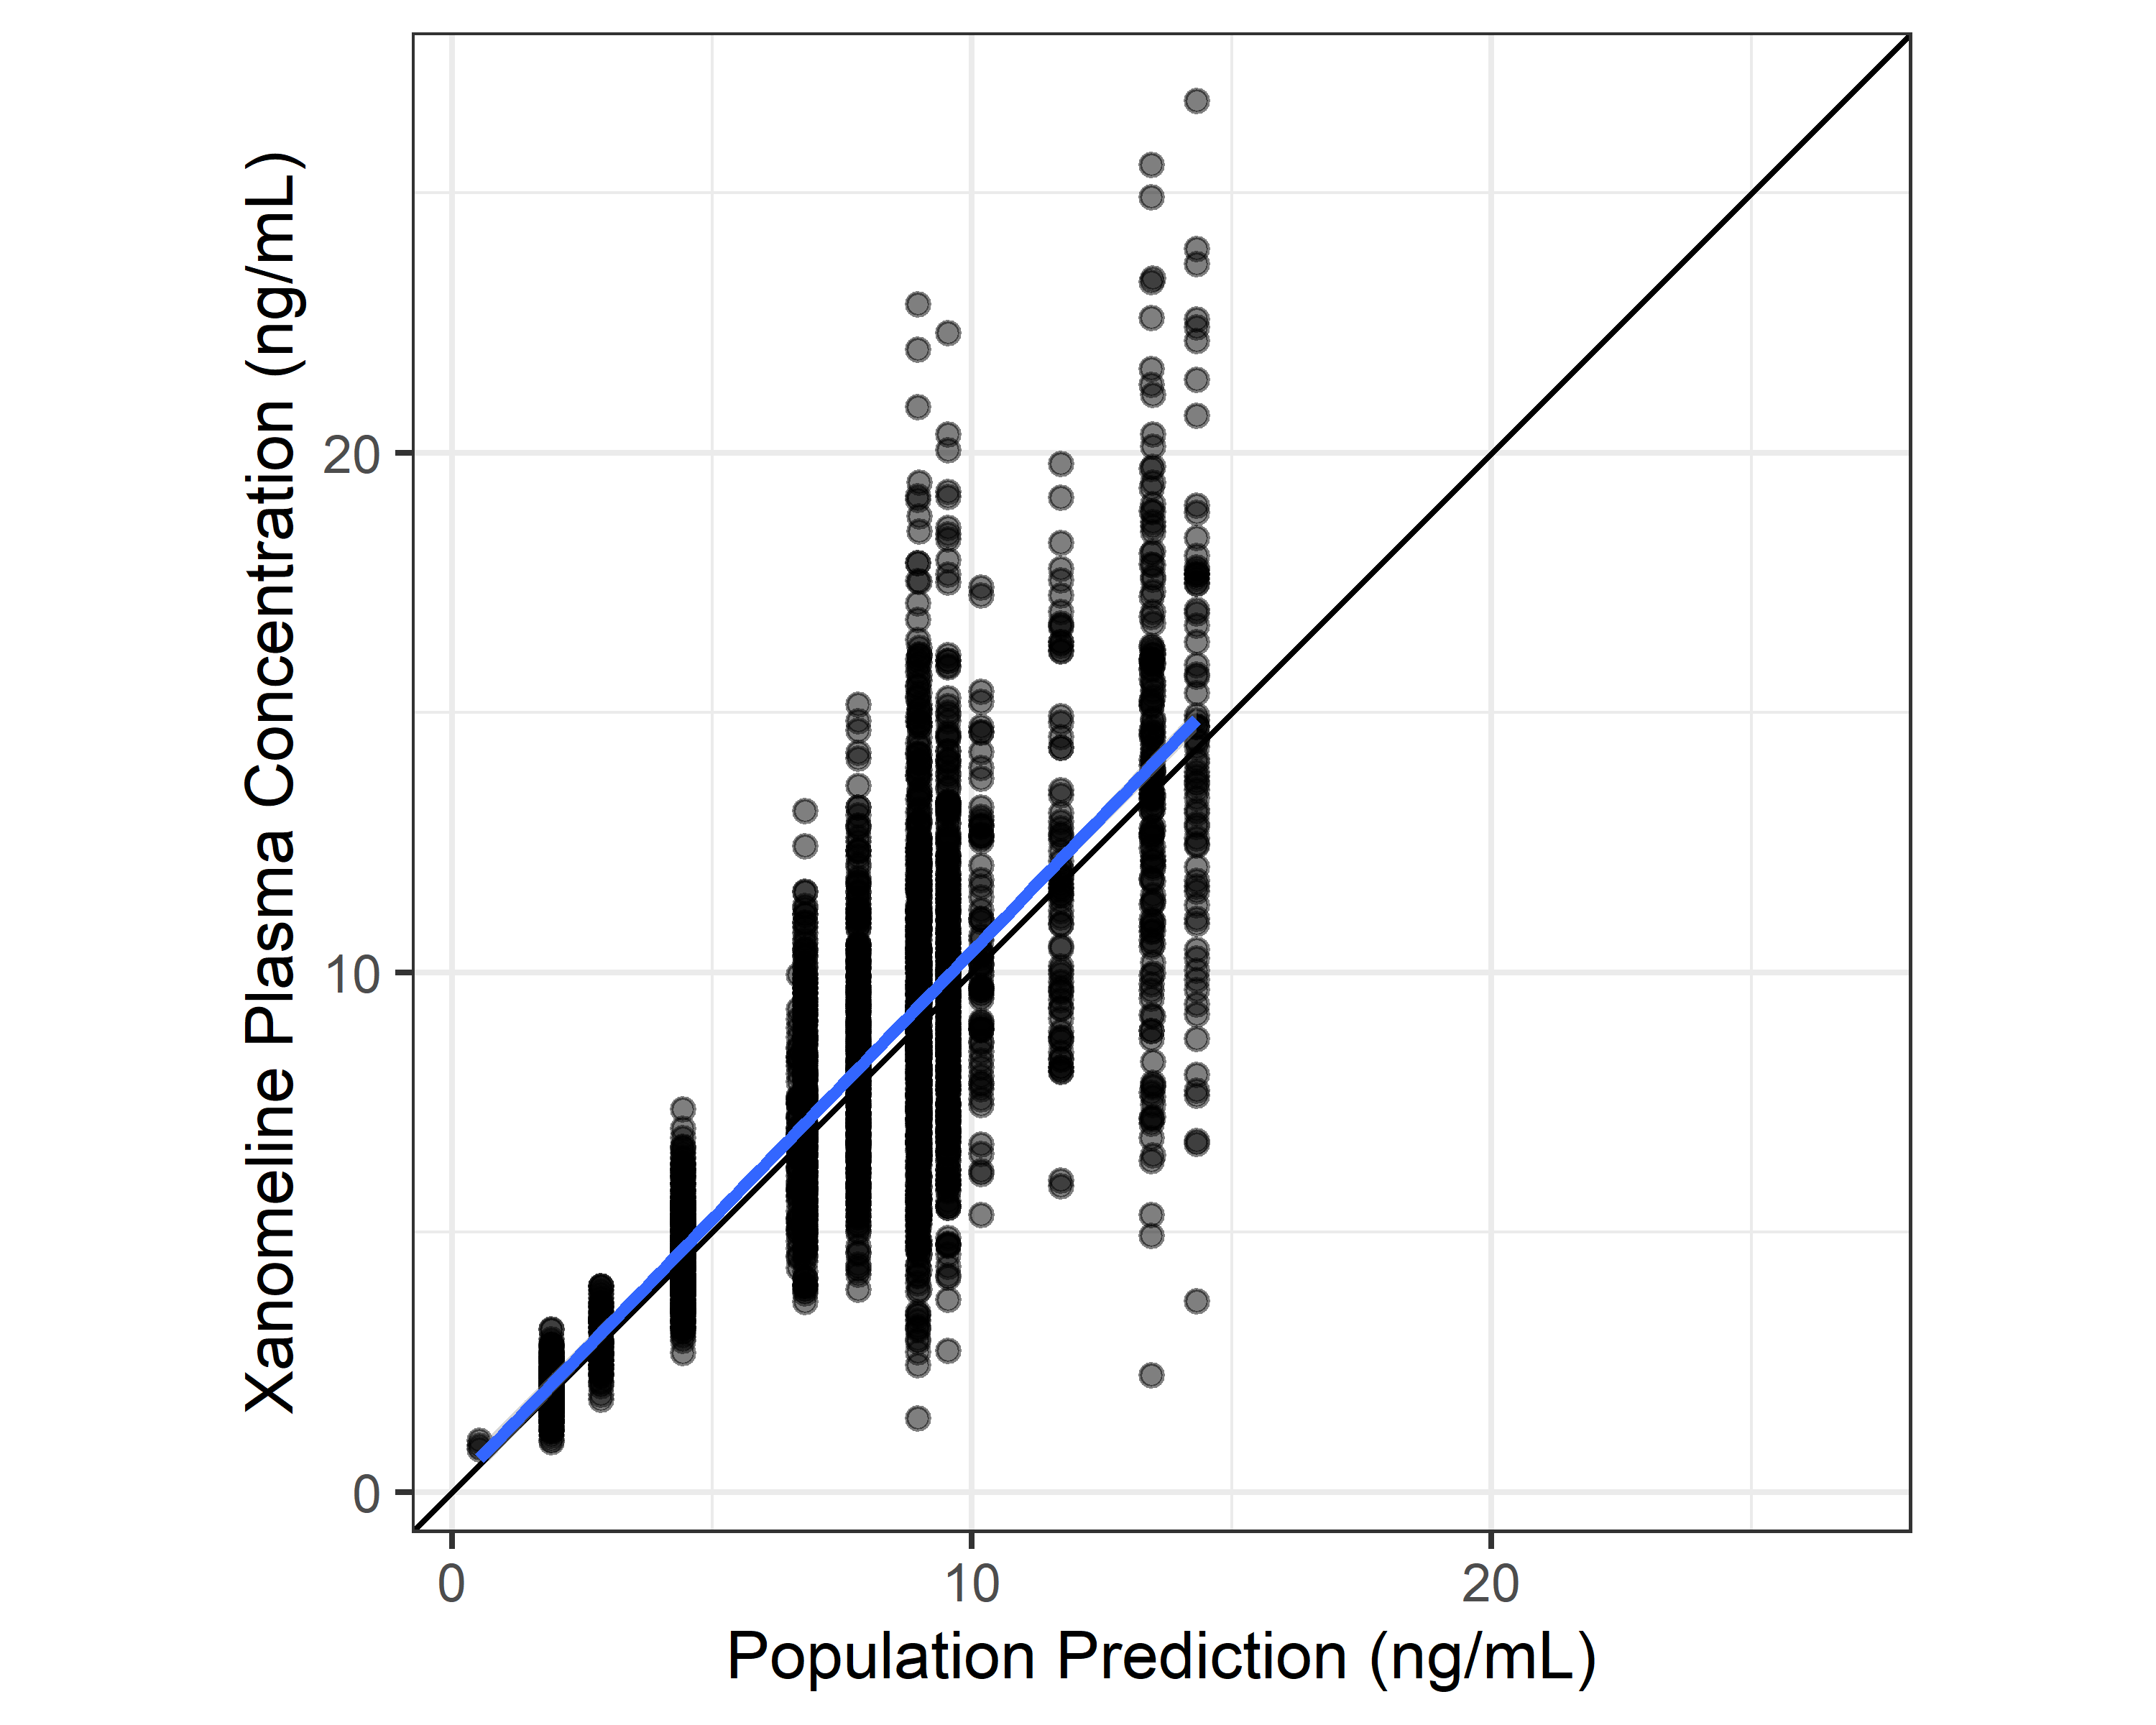 Xanomeline Plasma Concentration (ng/mL)
20
10
0
0 10 20
Population Prediction (ng/mL)